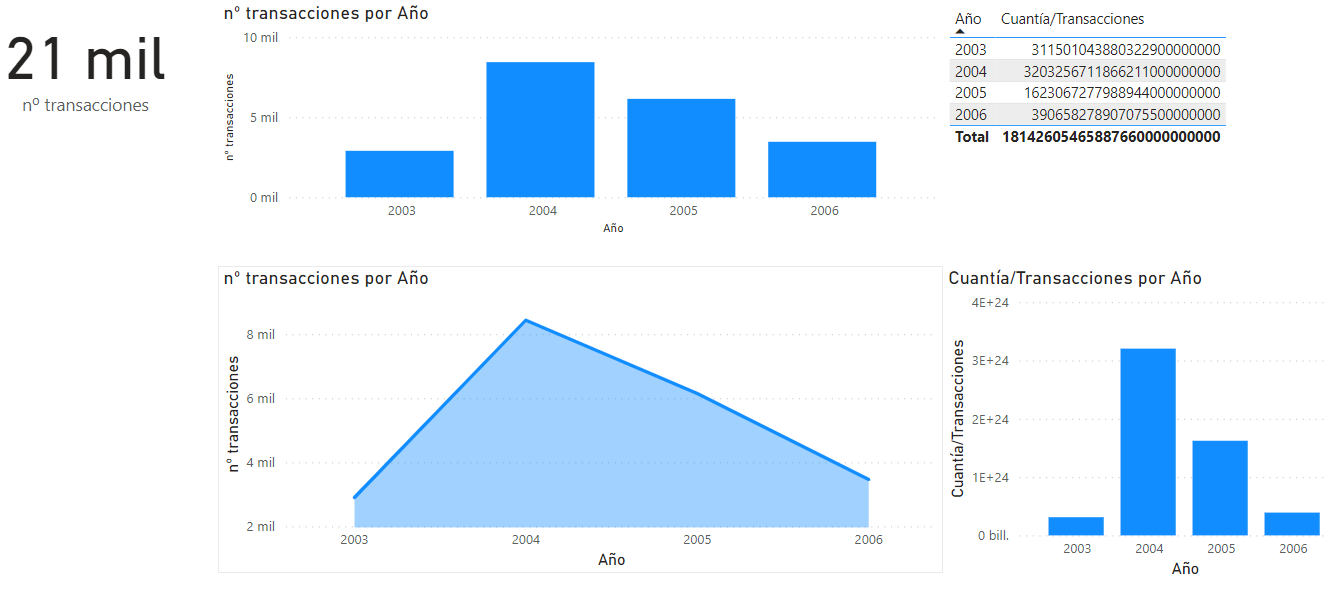 21 mil
nº transacciones
nº transacciones por Año
10 mil
5 mil
0 mil
nº transacciones
2003 2004 2005 2006
Año
Año Cuantía/Transacciones
2003 311501043880322900000000
2004 3203256711866211000000000
2005 1623067277988944000000000
2006 390658278907075500000000
Total 18142605465887660000000000
nº transacciones por Año
8 mil
6 mil
4 mil
2 mil
nº transacciones
2003 2004 2005 2006
Año
Cuantía/Transacciones por Año
4E+24
3E+24
2E+24
1E+24
0 bill.
Cuantía/Transacciones
2003 2004 2005 2006
Año